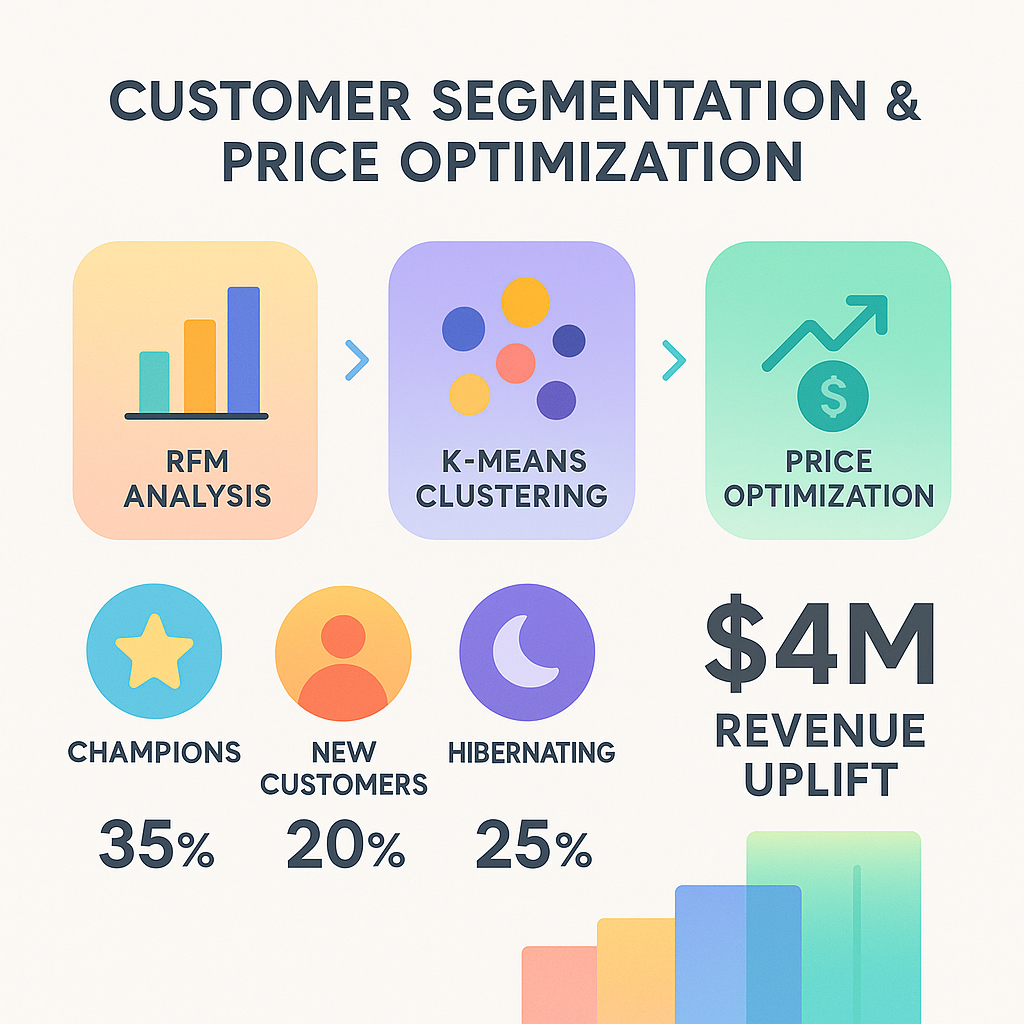 CUSTOMER SEGMENTATION &
PRICE OPTIMIZATION
RFM
ANALYSIS
K-MEANS
CLUSTERING
$
PRICE
OPTIMIZATION
CHAMPIONS
35%
NEW
CUSTOMERS
20%
HIBERNATING
25%
$4M
REVENUE
UPLIFT